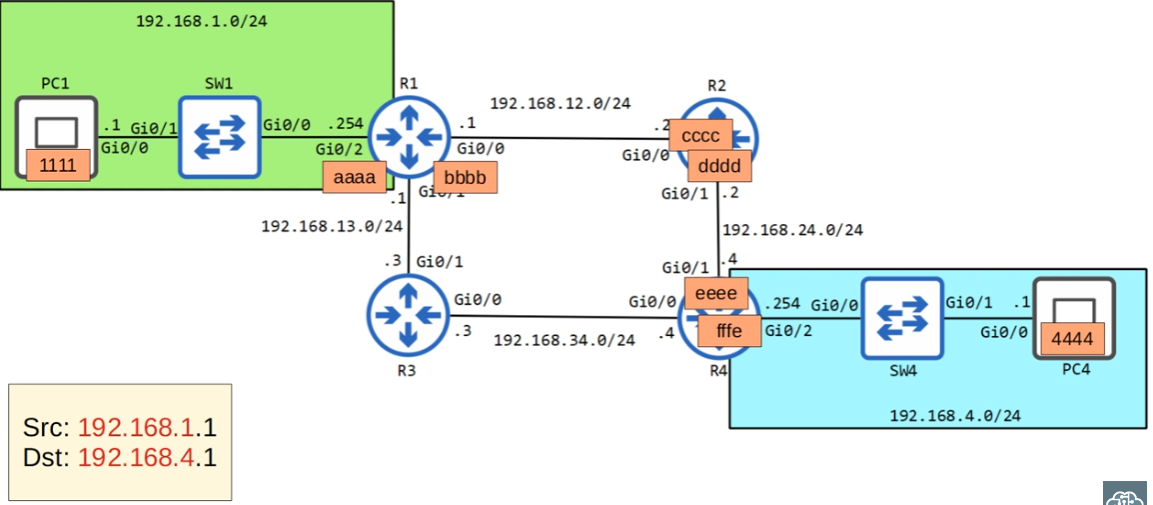 192.168.1.0/24
PC1
SW1
R1
R2
192.168.12.0/24
.1 Gi0/1
Gi0/0 .254
.1
.2
cccc
Gi0/0
Gi0/2
Gi0/0
Gi0/0
dddd
1111
aaaa
bbbb
.1
Gi0/1
Gi0/1 .2
192.168.13.0/24
192.168.24.0/24
.3 Gi0/1
Gi0/1 .4
eeee
Gi0/0
Gi0/0
.254 Gi0/0
Gi0/1 .1
fffe
Gi0/2
Gi0/0
.3
192.168.34.0/24
.4
4444
R3
R4
SW4
PC4
192.168.4.0/24
Src: 192.168.1.1
Dst: 192.168.4.1